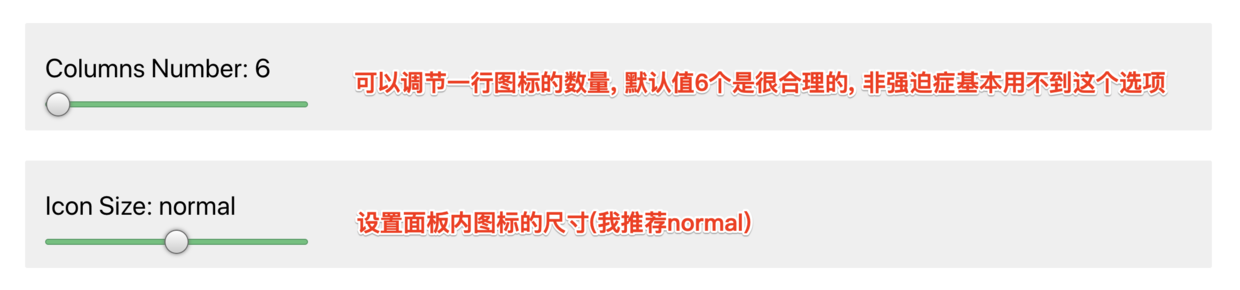 Columns Number: 6
可以调节一行图标的数量, 默认值6个是很合理的, 非强迫症基本用不到这个选项
Icon Size: normal
设置面板内图标的尺寸(我推荐normal)